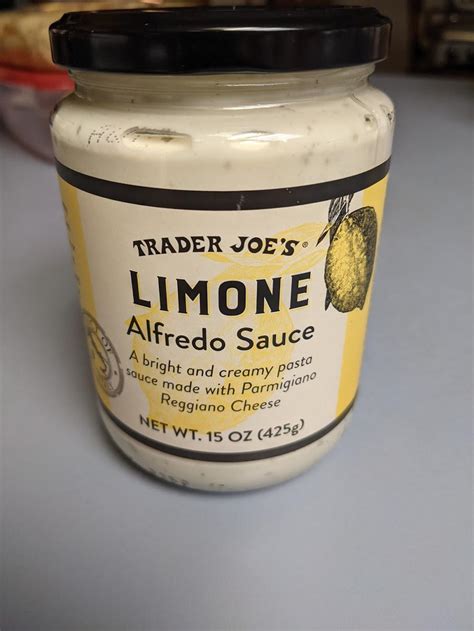 TRADER JOE'S®
LIMONE
Alfredo Sauce
A bright and creamy pasta
sauce made with Parmigiano
Reggiano Cheese
NET WT. 15 OZ (425g)